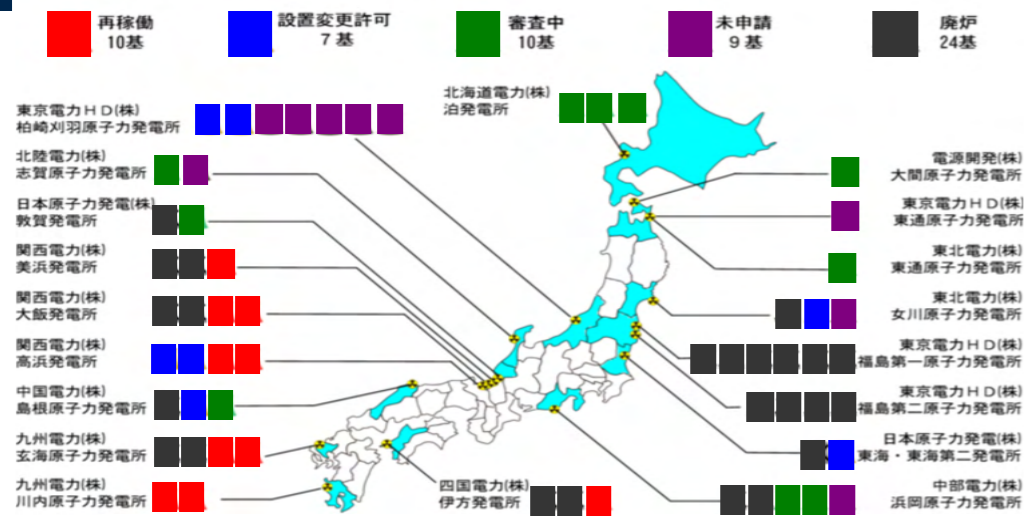 再稼働
10基
設置変更許可
7 基
審査中
10基
未申請
9 基
廃炉
24基
東京電力ＨＤ(株)
柏崎刈羽原子力発電所
北陸電力(株)
志賀原子力発電所
日本原子力発電(株)
敦賀発電所
関西電力(株)
美浜発電所
関西電力(株)
大飯発電所
関西電力(株)
高浜発電所
中国電力(株)
島根原子力発電所
九州電力(株)
玄海原子力発電所
九州電力(株)
川内原子力発電所
北海道電力(株)
泊発電所
四国電力(株)
伊方発電所
電源開発(株)
大間原子力発電所
東京電力ＨＤ(株)
東通原子力発電所
東北電力(株)
東通原子力発電所
東北電力(株)
女川原子力発電所
東京電力ＨＤ(株)
福島第一原子力発電所
東京電力ＨＤ(株)
福島第二原子力発電所
日本原子力発電(株)
東海・東海第二発電所
中部電力(株)
浜岡原子力発電所